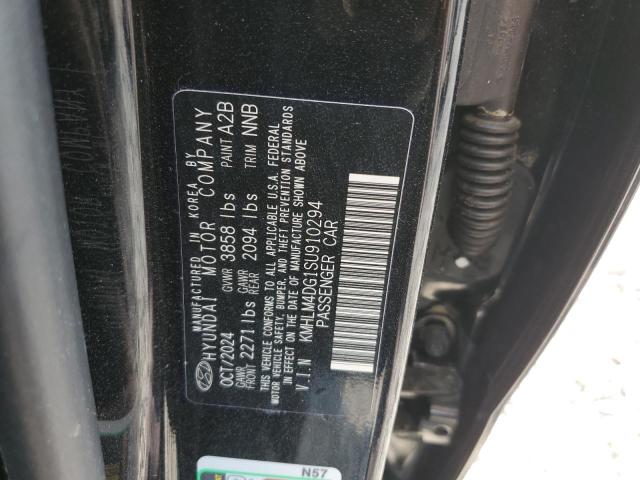 MANUFACTURED IN KOREA BY
HYUNDAI MOTOR COMPANY
OCT/2024 GVWR 3858 lbs PAINT A2B
GAWR FRONT 2271 lbs GAWR REAR 2094 lbs TRIM NNB
THIS VEHICLE CONFORMS TO ALL APPLICABLE U.S.A. FEDERAL
MOTOR VEHICLE SAFETY, BUMPER, AND THEFT PREVENTION STANDARDS
IN EFFECT ON THE DATE OF MANUFACTURE SHOWN ABOVE
V.I.N KMHLM4DG1SU910294
PASSENGER CAR
N57